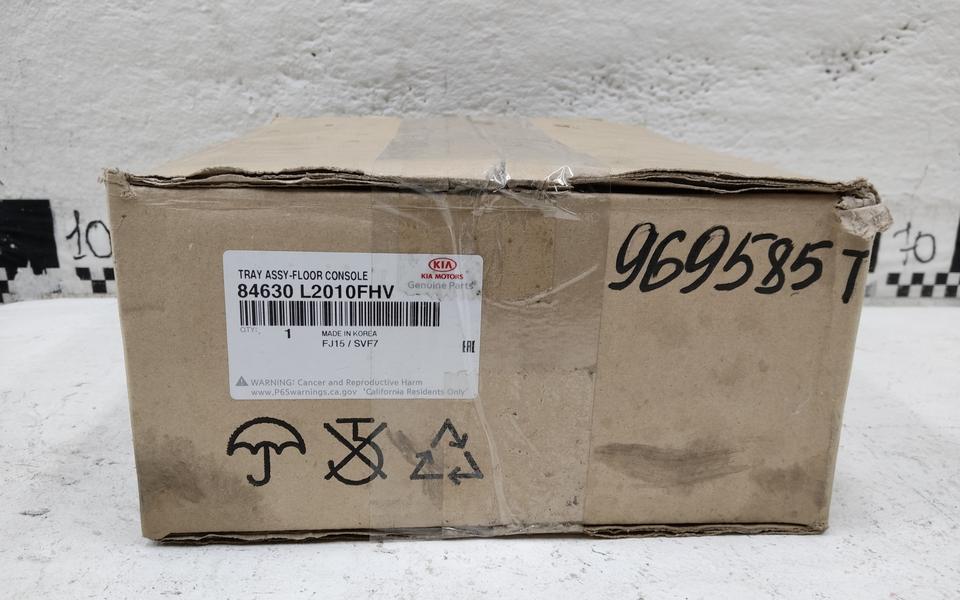 10
10
9695857
TRAY ASSY-FLOOR CONSOLE
84630 L2010FHV
KIA
KIA MOTORS
Genuine Parts
QTY: 1
MADE IN KOREA
FJ15 / SVF7
EAC
WARNING: Cancer and Reproductive Harm
www.P65warnings.ca.gov 'California Residents Only'